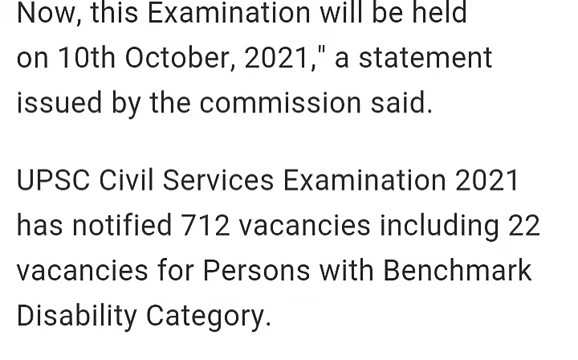 Now, this Examination will be held
on 10th October, 2021," a statement
issued by the commission said.
UPSC Civil Services Examination 2021
has notified 712 vacancies including 22
vacancies for Persons with Benchmark
Disability Category.